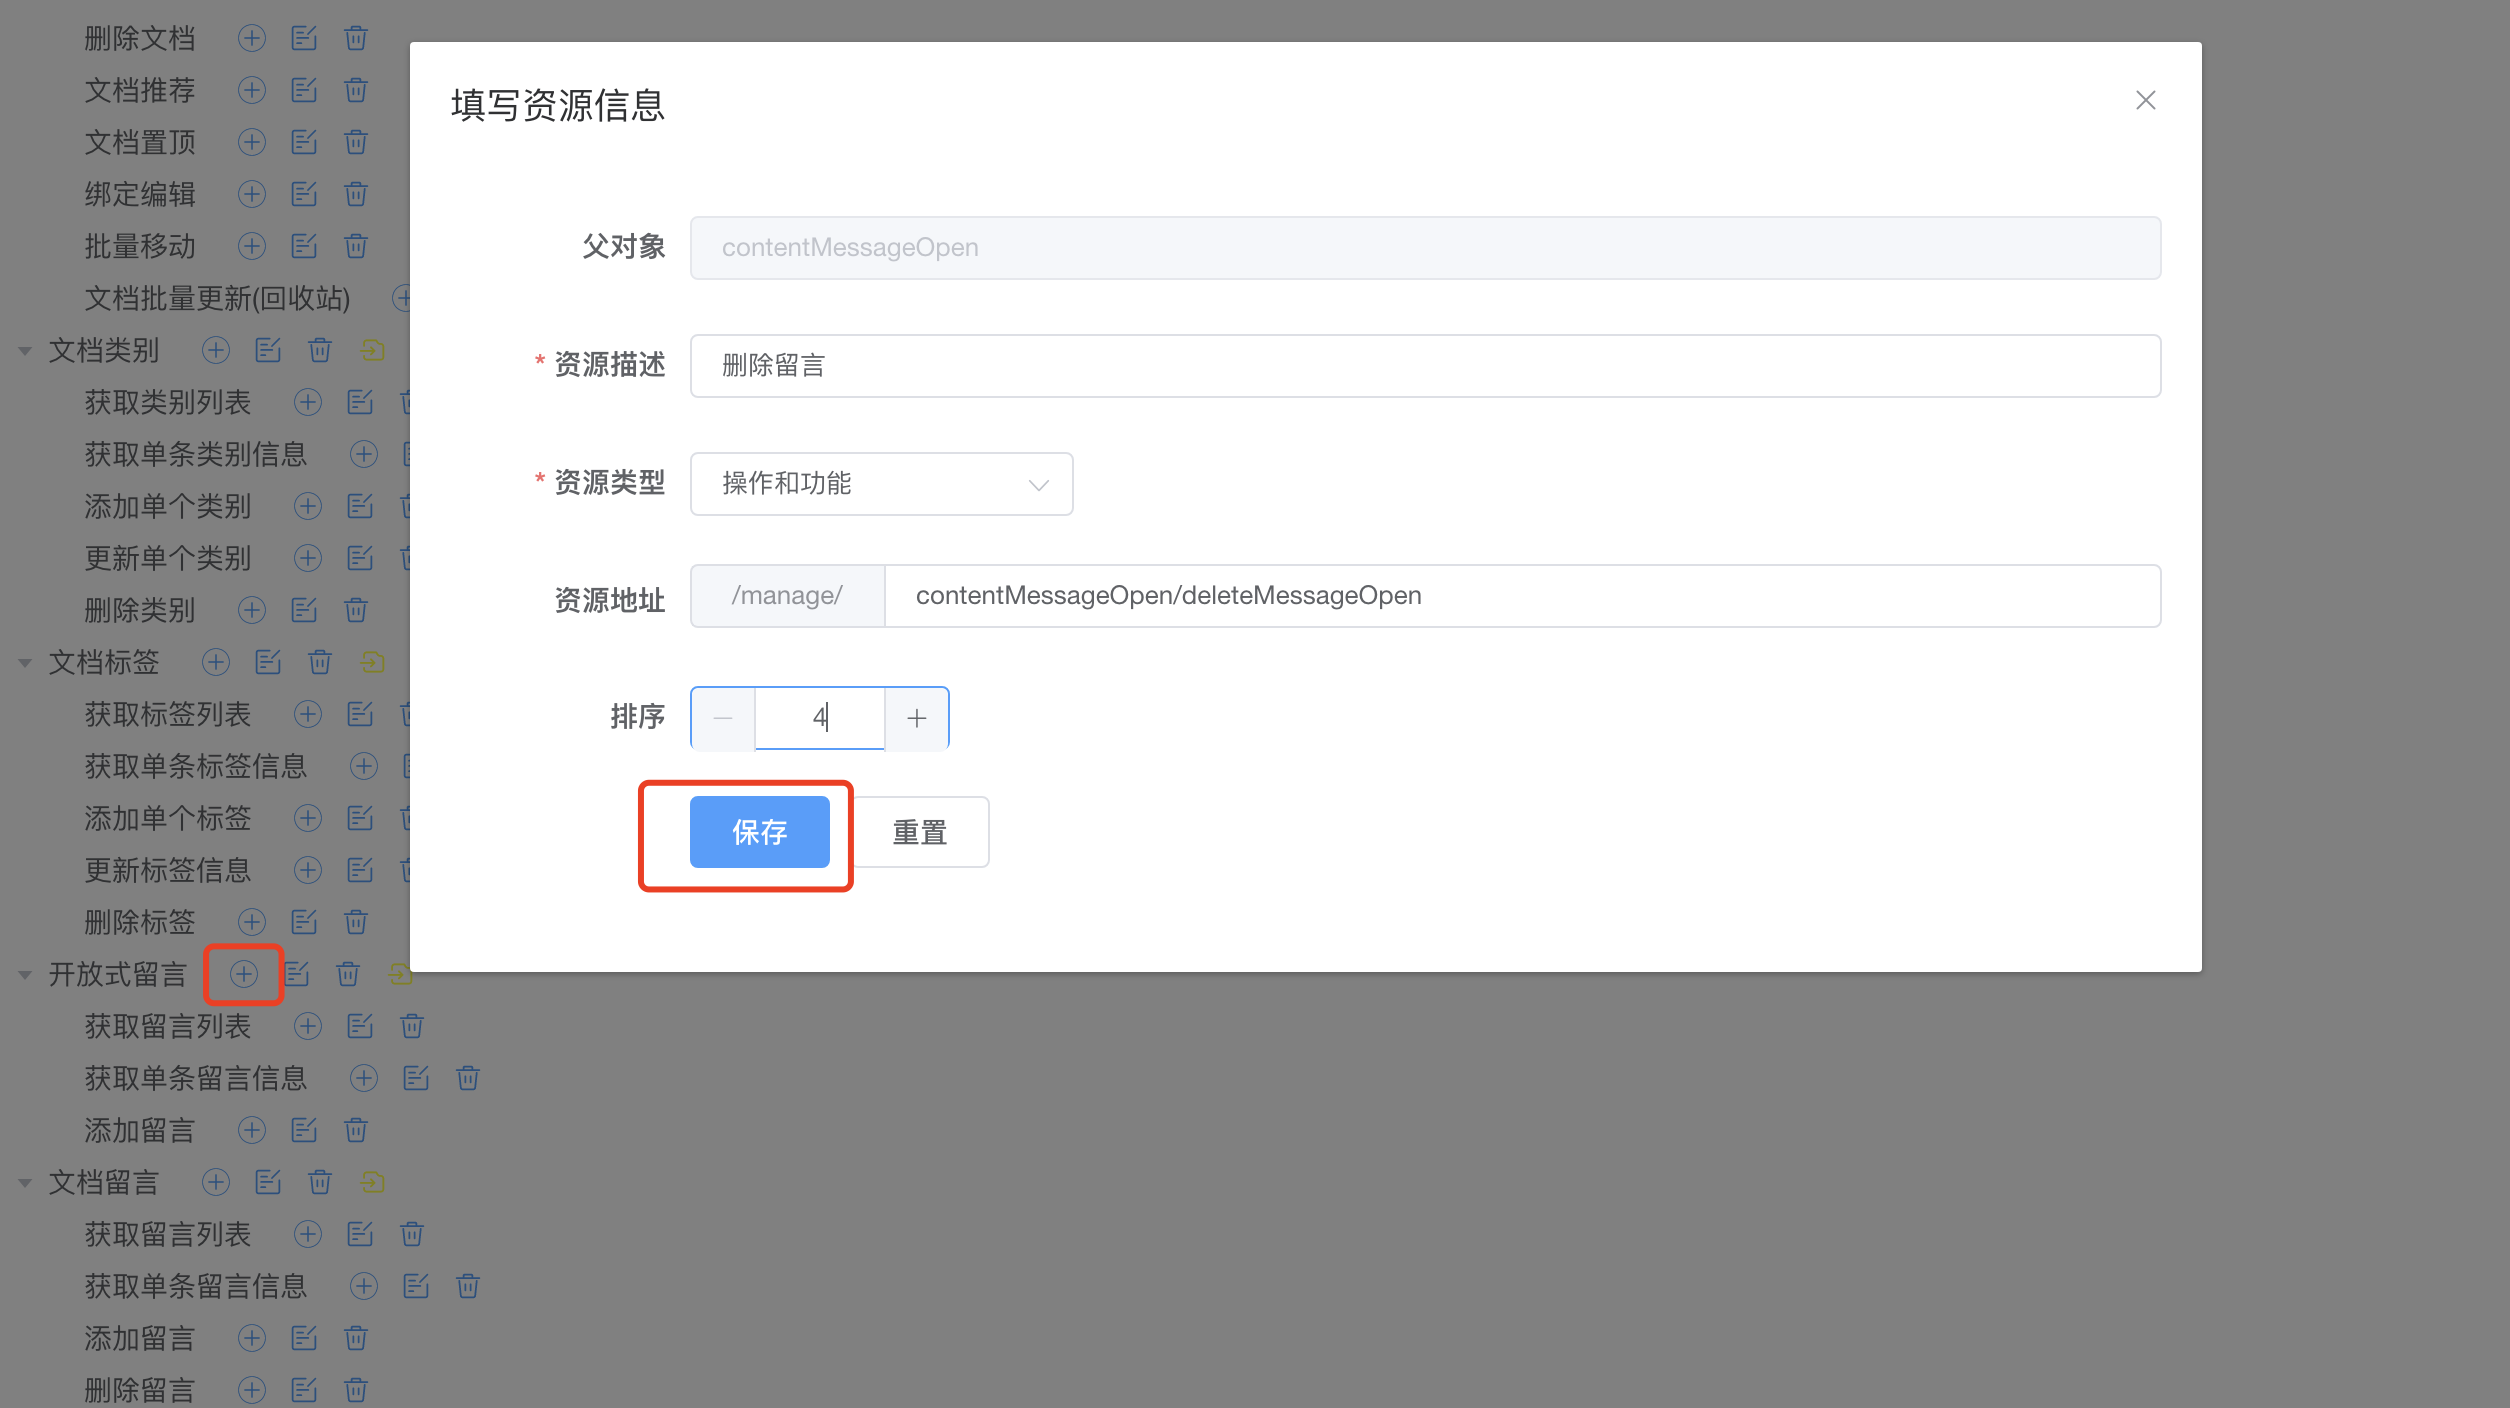 删除文档
文档推荐
文档置顶
绑定编辑
批量移动
文档批量更新(回收站)
文档类别
获取类别列表
获取单条类别信息
添加单个类别
更新单个类别
删除类别
文档标签
获取标签列表
获取单条标签信息
添加单个标签
更新标签信息
删除标签
开放式留言
获取留言列表
获取单条留言信息
添加留言
文档留言
获取留言列表
获取单条留言信息
添加留言
删除留言
填写资源信息
父对象 contentMessageOpen
* 资源描述 删除留言
* 资源类型 操作和功能
资源地址 /manage/ contentMessageOpen/deleteMessageOpen
排序 4
保存 重置